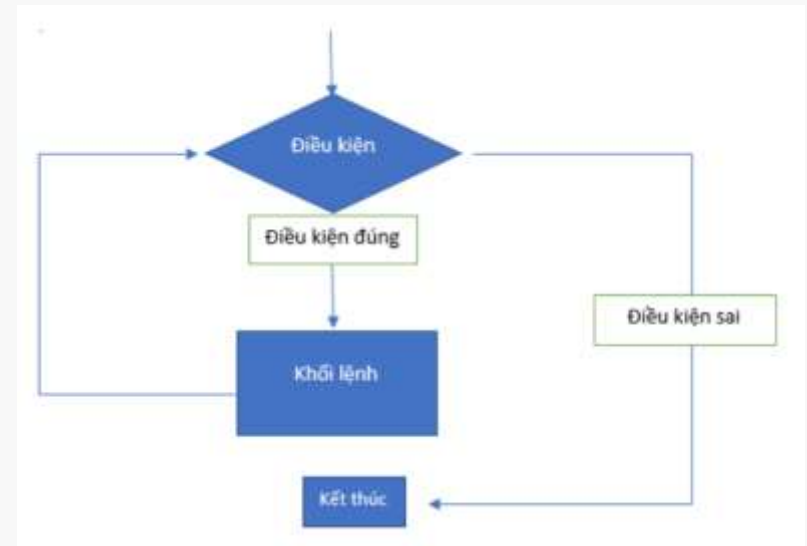 Điều kiện
Điều kiện đúng
Điều kiện sai
Khối lệnh
Kết thúc